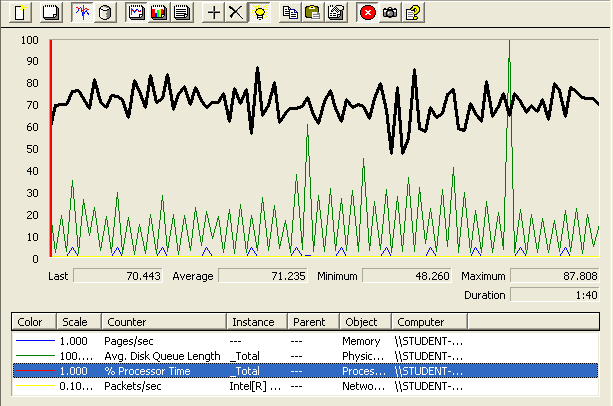 100
90
80
70
60
50
40
30
20
10
0
Last 70.443 Average 71.235 Minimum 48.260 Maximum 87.808
Duration 1:40
Color Scale Counter Instance Parent Object Computer
1.000 Pages/sec --- --- Memory \\STUDENT-...
100.... Avg. Disk Queue Length _Total --- Physic... \\STUDENT-...
1.000 % Processor Time _Total --- Proces... \\STUDENT-...
0.10... Packets/sec Intel[R] ... --- Netwo... \\STUDENT-...